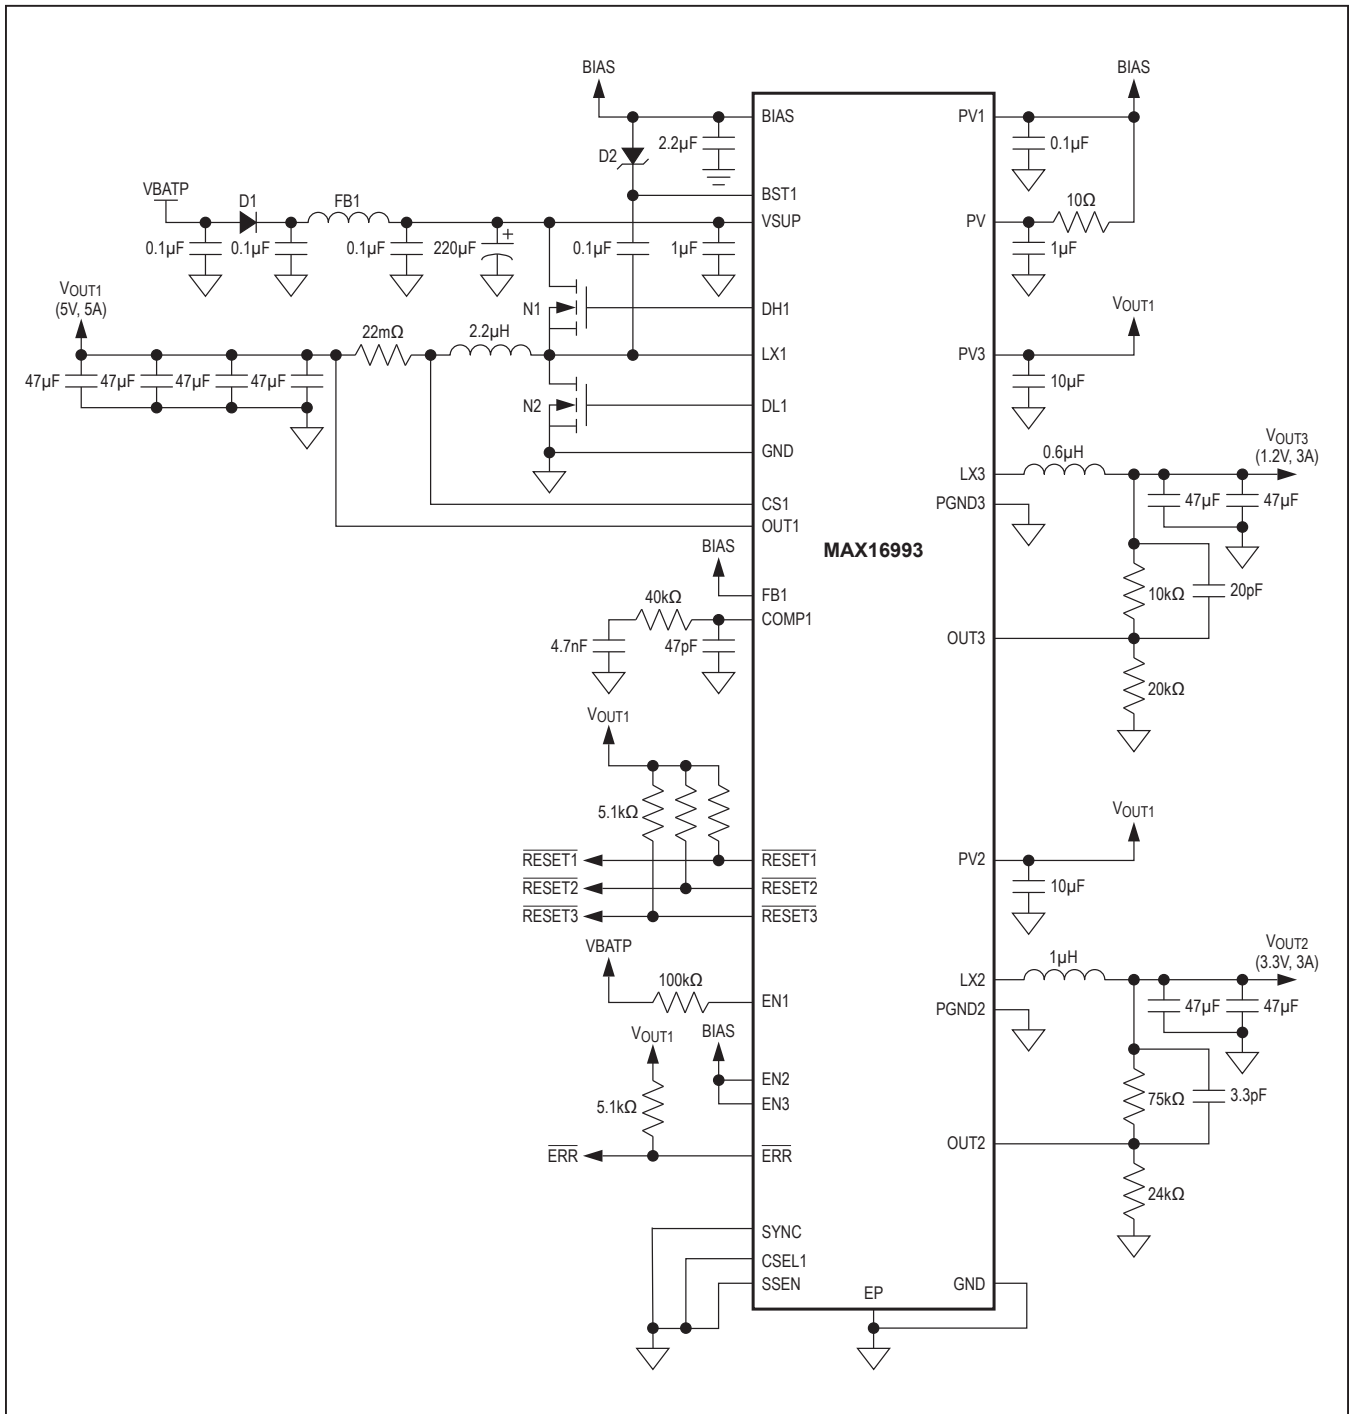 BIAS
BIAS
BIAS
PV1
2.2µF
0.1µF
D2
VBATP
D1
FB1
BST1
10Ω
VSUP
PV
0.1µF
0.1µF
0.1µF
220µF
+
0.1µF
1µF
1µF
VOUT1
(5V, 5A)
N1
DH1
VOUT1
22mΩ
2.2µH
LX1
PV3
47µF
47µF
47µF
47µF
10µF
N2
DL1
GND
VOUT3
(1.2V, 3A)
0.6µH
LX3
CS1
PGND3
47µF
47µF
OUT1
MAX16993
BIAS
FB1
40kΩ
10kΩ
20pF
COMP1
4.7nF
47pF
OUT3
20kΩ
VOUT1
5.1kΩ
VOUT1
RESET1
RESET1
PV2
RESET2
RESET2
10µF
RESET3
RESET3
VBATP
VOUT2
(3.3V, 3A)
1µH
100kΩ
LX2
EN1
PGND2
47µF
47µF
VOUT1
BIAS
EN2
5.1kΩ
EN3
75kΩ
3.3pF
OUT2
ERR
ERR
24kΩ
SYNC
CSEL1
SSEN
GND
EP